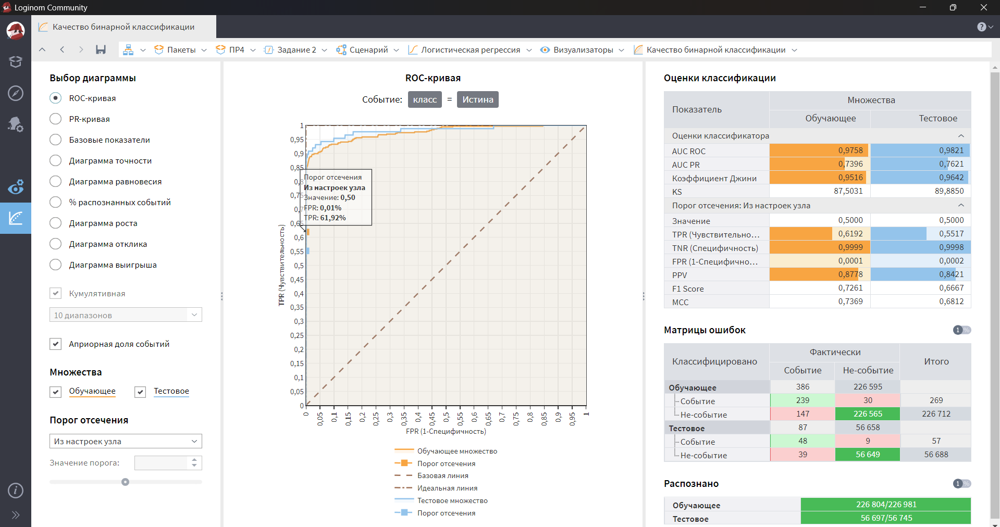 Loginom Community
Качество бинарной классификации
Пакеты
ПР4
Задание 2
Сценарий
Логистическая регрессия
Визуализаторы
Качество бинарной классификации
Выбор диаграммы
ROC-кривая
PR-кривая
Базовые показатели
Диаграмма точности
Диаграмма равновесия
% распознанных событий
Диаграмма роста
Диаграмма отклика
Диаграмма выигрыша
Кумулятивная
10 диапазонов
Априорная доля событий
Множества
Обучающее Тестовое
Порог отсечения
Из настроек узла
Значение порога:
ROC-кривая
Событие: класс = Истина
1
0,95
0,9
0,85
0,8
0,75
0,7
0,65
0,6
0,55
0,5
0,45
0,4
0,35
0,3
0,25
0,2
0,15
0,1
0,05
0
TPR (Чувствительность)
Порог отсечения
Из настроек узла
Значение: 0,50
FPR: 0,01%
TPR: 61,92%
0 0,05 0,1 0,15 0,2 0,25 0,3 0,35 0,4 0,45 0,5 0,55 0,6 0,65 0,7 0,75 0,8 0,85 0,9 0,95 1
FPR (1-Специфичность)
Обучающее множество
Порог отсечения
Базовая линия
Идеальная линия
Тестовое множество
Порог отсечения
Оценки классификации
Показатель Множества
Обучающее Тестовое
Оценки классификатора
AUC ROC 0,9758 0,9821
AUC PR 0,7396 0,7621
Коэффициент Джини 0,9516 0,9642
KS 87,5031 89,8850
Порог отсечения: Из настроек узла
Значение 0,5000 0,5000
TPR (Чувствительно... 0,6192 0,5517
TNR (Специфичность) 0,9999 0,9998
FPR (1-Специфично... 0,0001 0,0002
PPV 0,8778 0,8421
F1 Score 0,7261 0,6667
MCC 0,7369 0,6812
Матрицы ошибок 1 %
Классифицировано Фактически Итого
Событие Не-событие
Обучающее 386 226 595
Событие 239 30 269
Не-событие 147 226 565 226 712
Тестовое 87 56 658
Событие 48 9 57
Не-событие 39 56 649 56 688
Распознано 1 %
Обучающее 226 804/226 981
Тестовое 56 697/56 745